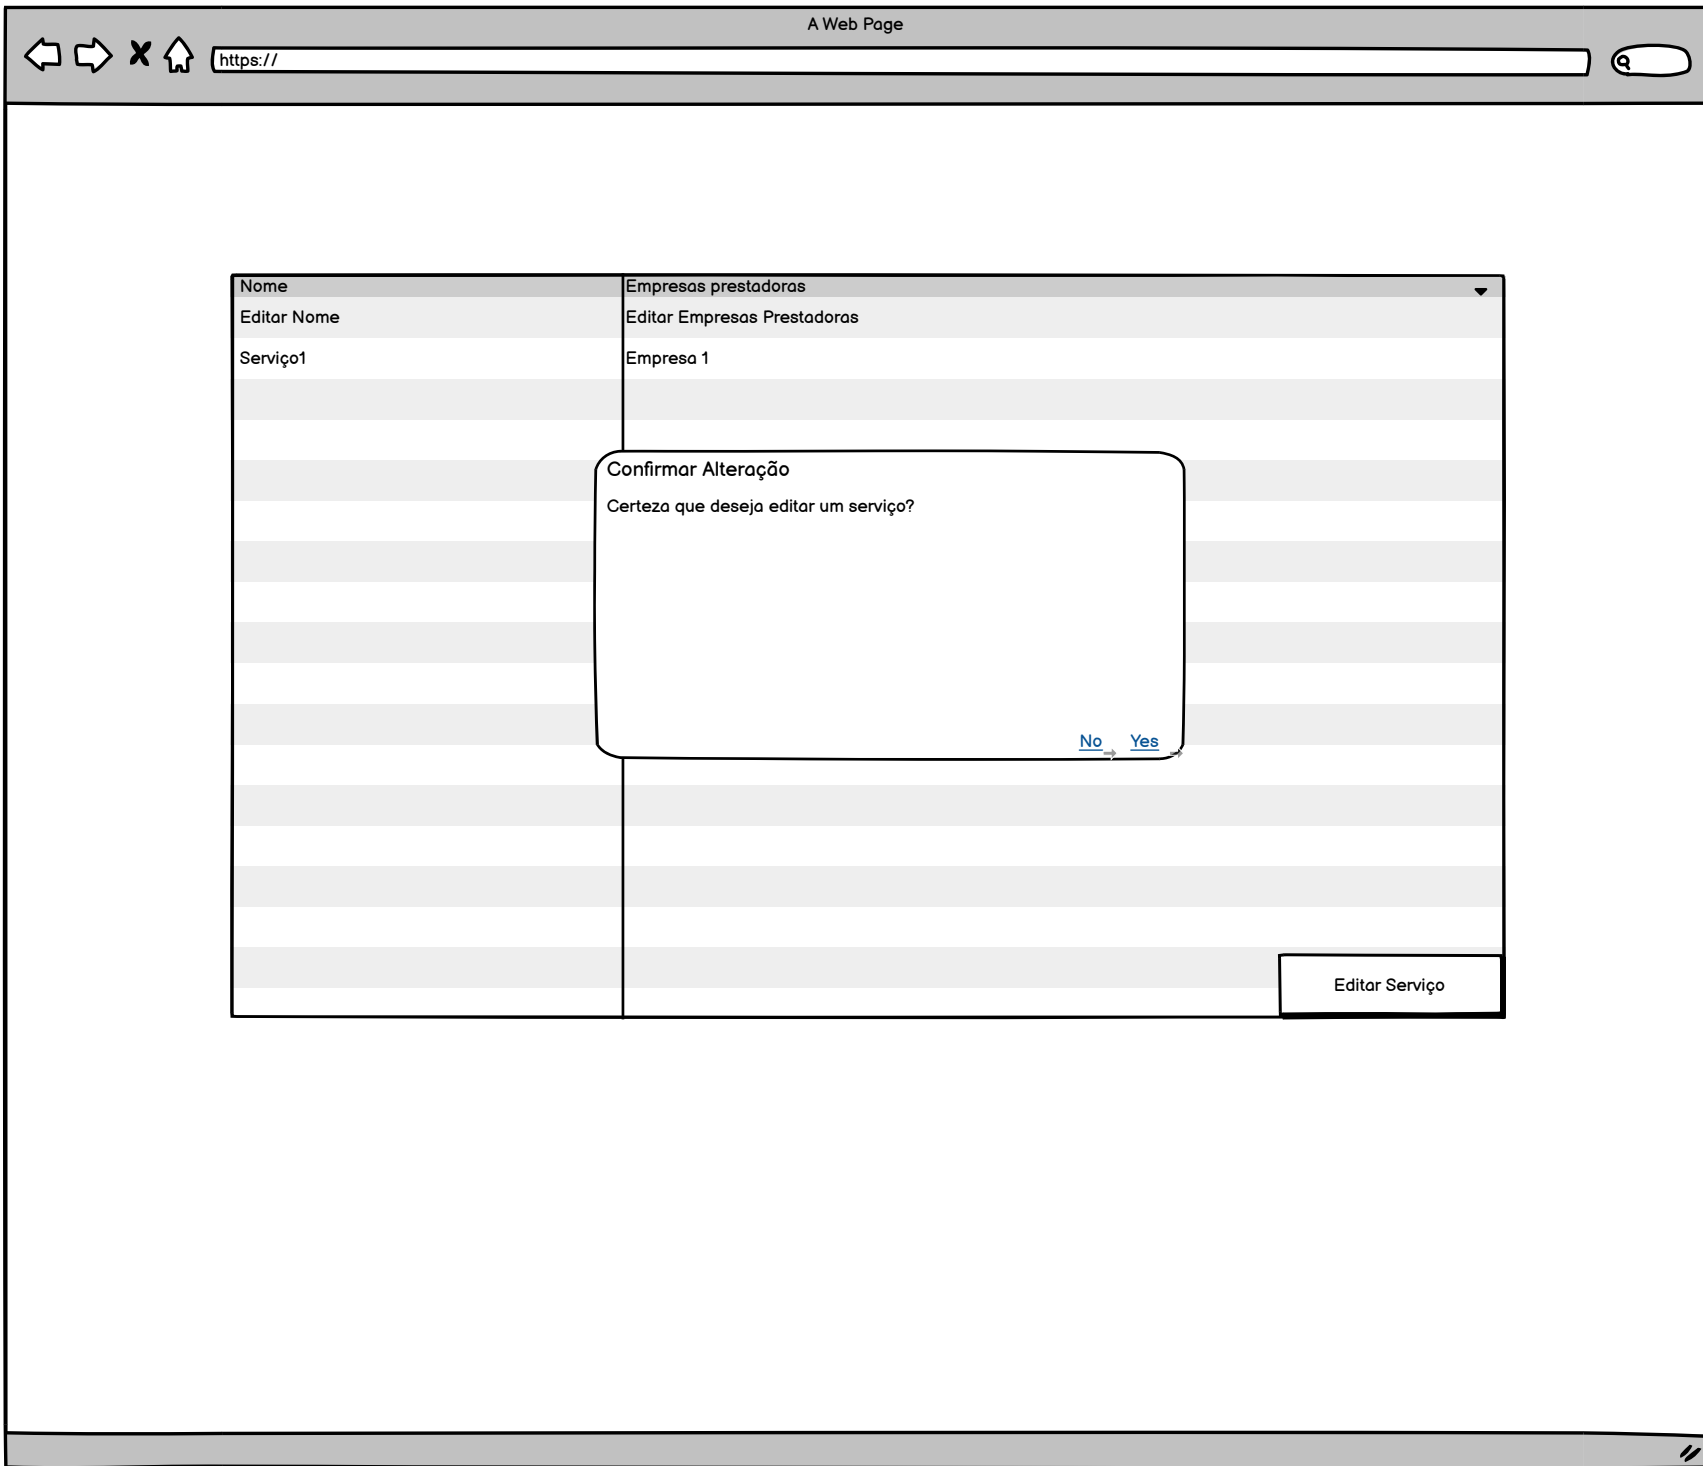 A Web Page
https://
Nome Empresas prestadoras
Editar Nome Editar Empresas Prestadoras
Serviço1 Empresa 1
Confirmar Alteração
Certeza que deseja editar um serviço?
No Yes
Editar Serviço